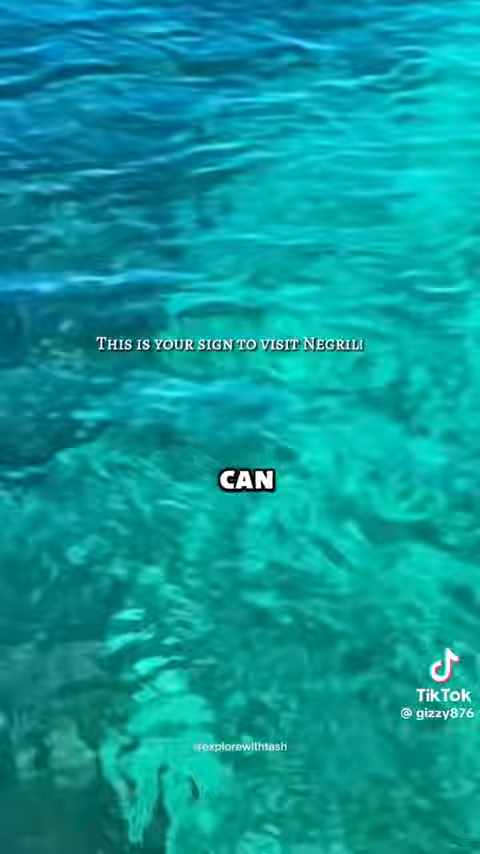 This is your sign to visit Negril!
CAN
TikTok
@ gizzy876
@explorewithtash